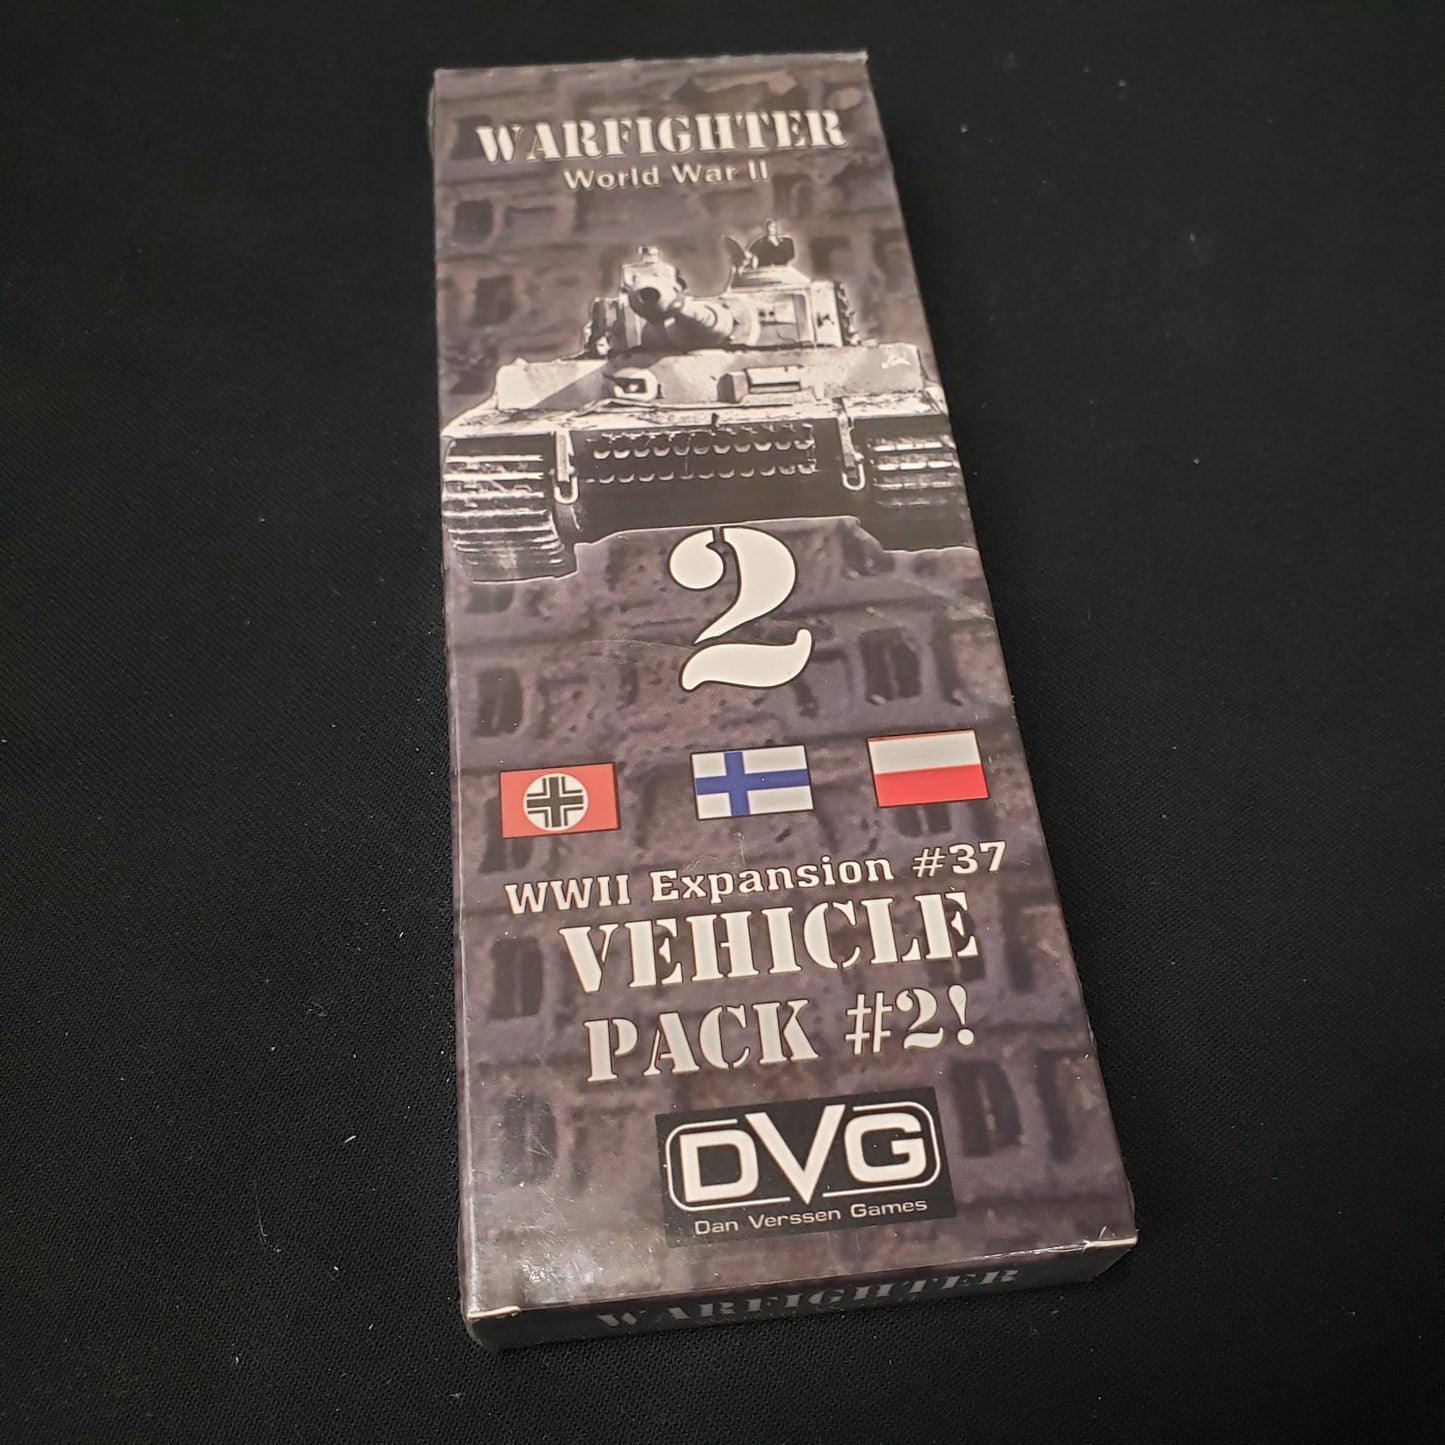 WARFIGHTER
World War II
2
WWII Expansion #37
VEHICLE
PACK #2!
DVG
Dan Verssen Games
WARFIGHTER